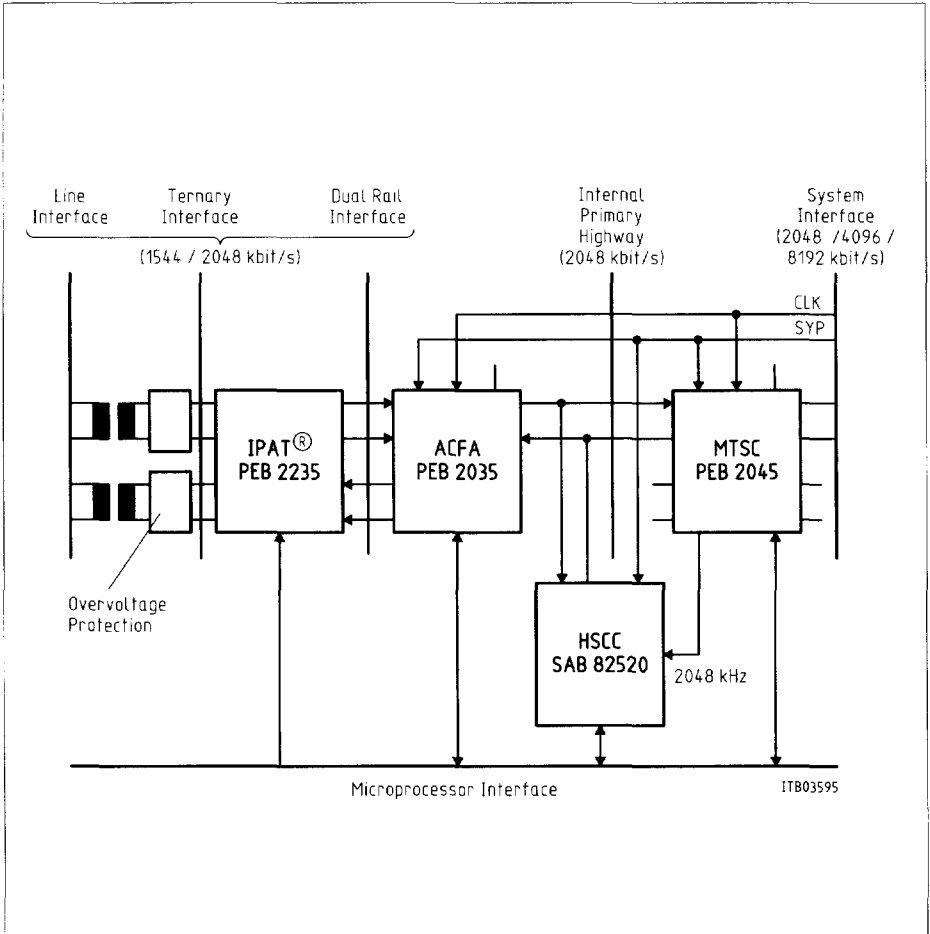 Line
Interface
Ternary
Interface
Dual Rail
Interface
(1544 / 2048 kbit/s)
Internal
Primary
Highway
(2048 kbit/s)
System
Interface
(2048 /4096 /
8192 kbit/s)
CLK
SYP
IPAT®
PEB 2235
ACFA
PEB 2035
MTSC
PEB 2045
Overvoltage
Protection
HSCC
SAB 82520
2048 kHz
Microprocessor Interface
ITB03595